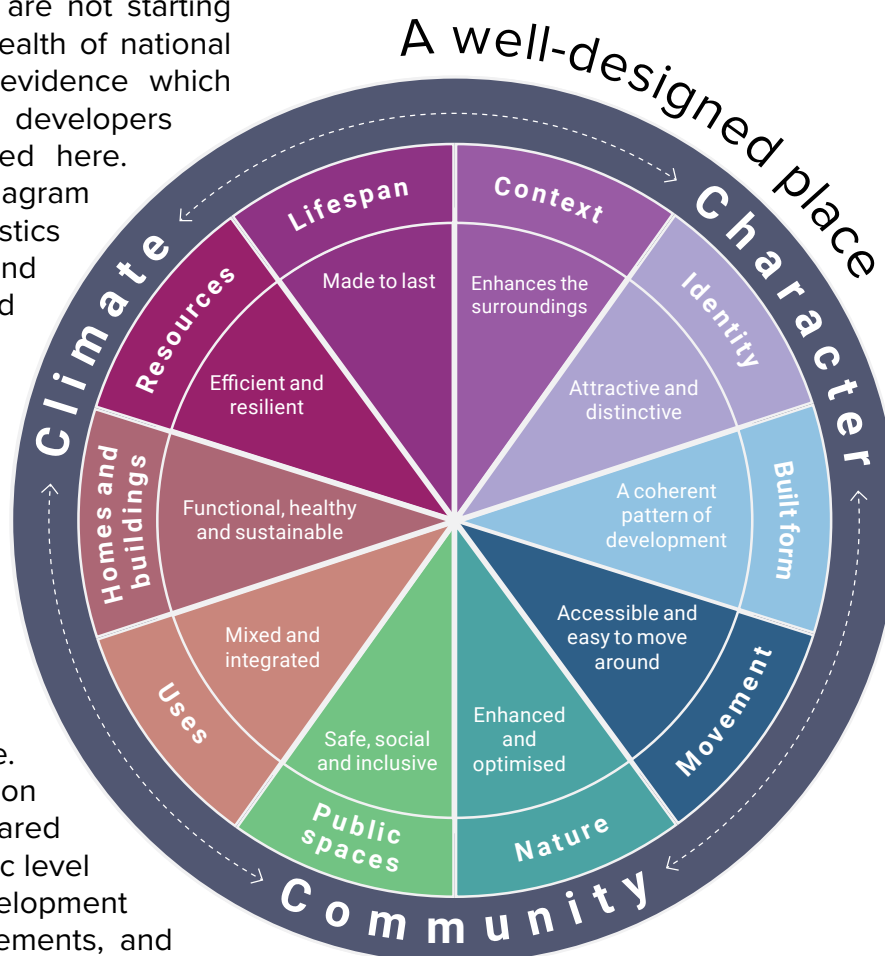 are not starting
ealth of national
evidence which
developers
ed here.
agram
stics
nd
d
A well-designed place
Climate
Character
Community
Context
Enhances the
surroundings
Identity
Attractive and
distinctive
Built form
A coherent
pattern of
development
Movement
Accessible and
easy to move
around
Nature
Enhanced
and
optimised
Public
spaces
Safe, social
and inclusive
Uses
Mixed and
integrated
Homes and
buildings
Functional, healthy
and sustainable
Resources
Efficient and
resilient
Lifespan
Made to last
e.
on
ared
c level
elopment
ements, and